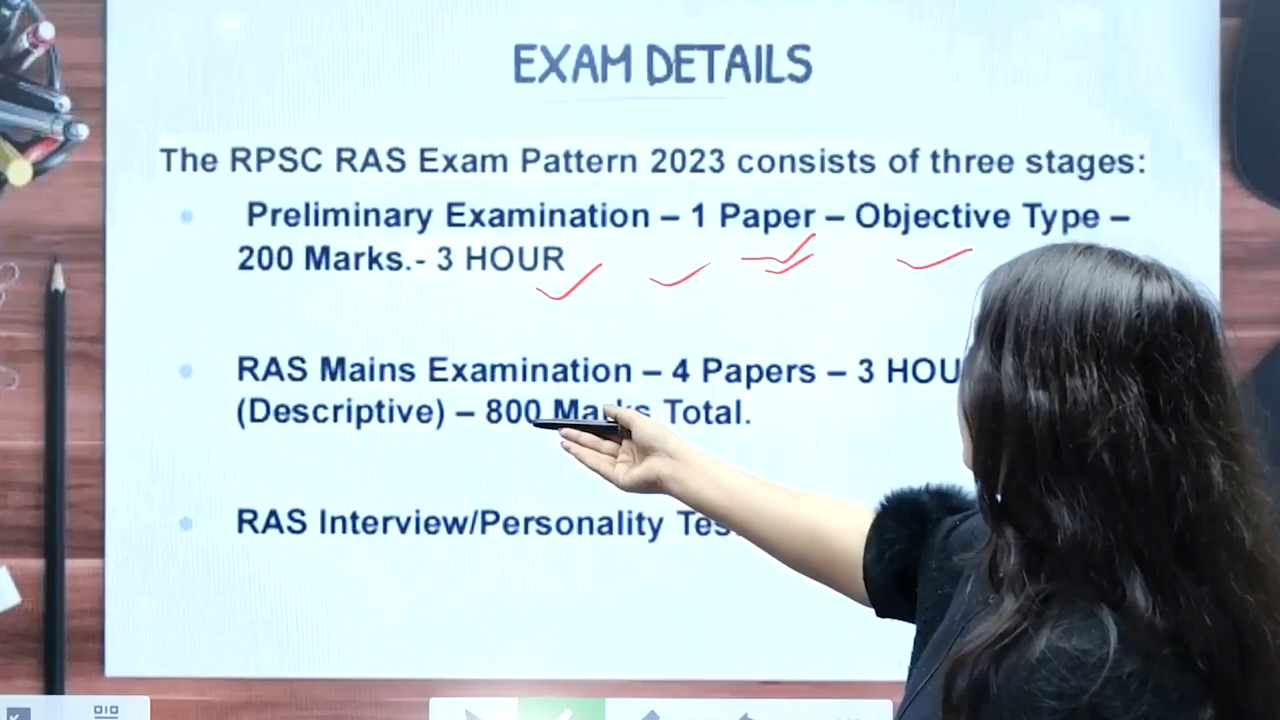 EXAM DETAILS
The RPSC RAS Exam Pattern 2023 consists of three stages:
Preliminary Examination – 1 Paper – Objective Type –
200 Marks.- 3 HOUR
RAS Mains Examination – 4 Papers – 3
(Descriptive) – 800 Marks Total.
RAS Interview/Personality